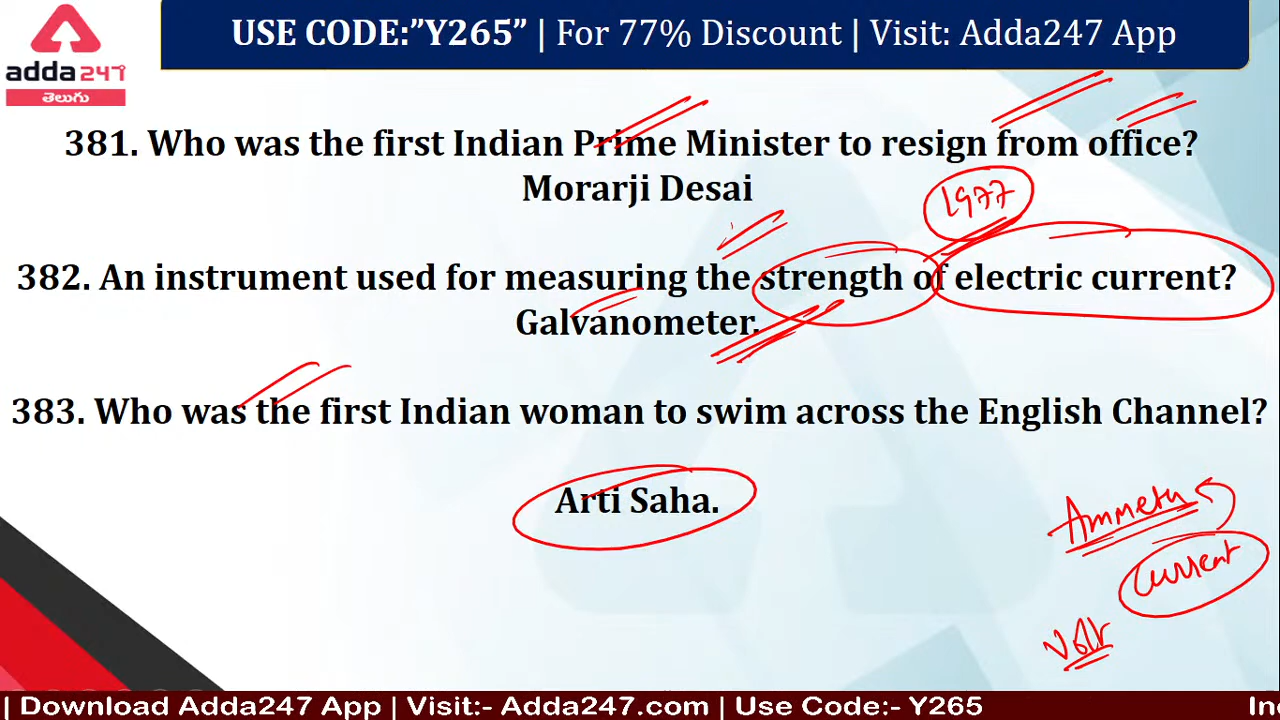 USE CODE:”Y265” | For 77% Discount | Visit: Adda247 App
adda247
తెలుగు
381. Who was the first Indian Prime Minister to resign from office?
Morarji Desai
1977
382. An instrument used for measuring the strength of electric current?
Galvanometer.
383. Who was the first Indian woman to swim across the English Channel?
Arti Saha.
Ammeter
Current
| Download Adda247 App | Visit:- Adda247.com | Use Code:- Y265